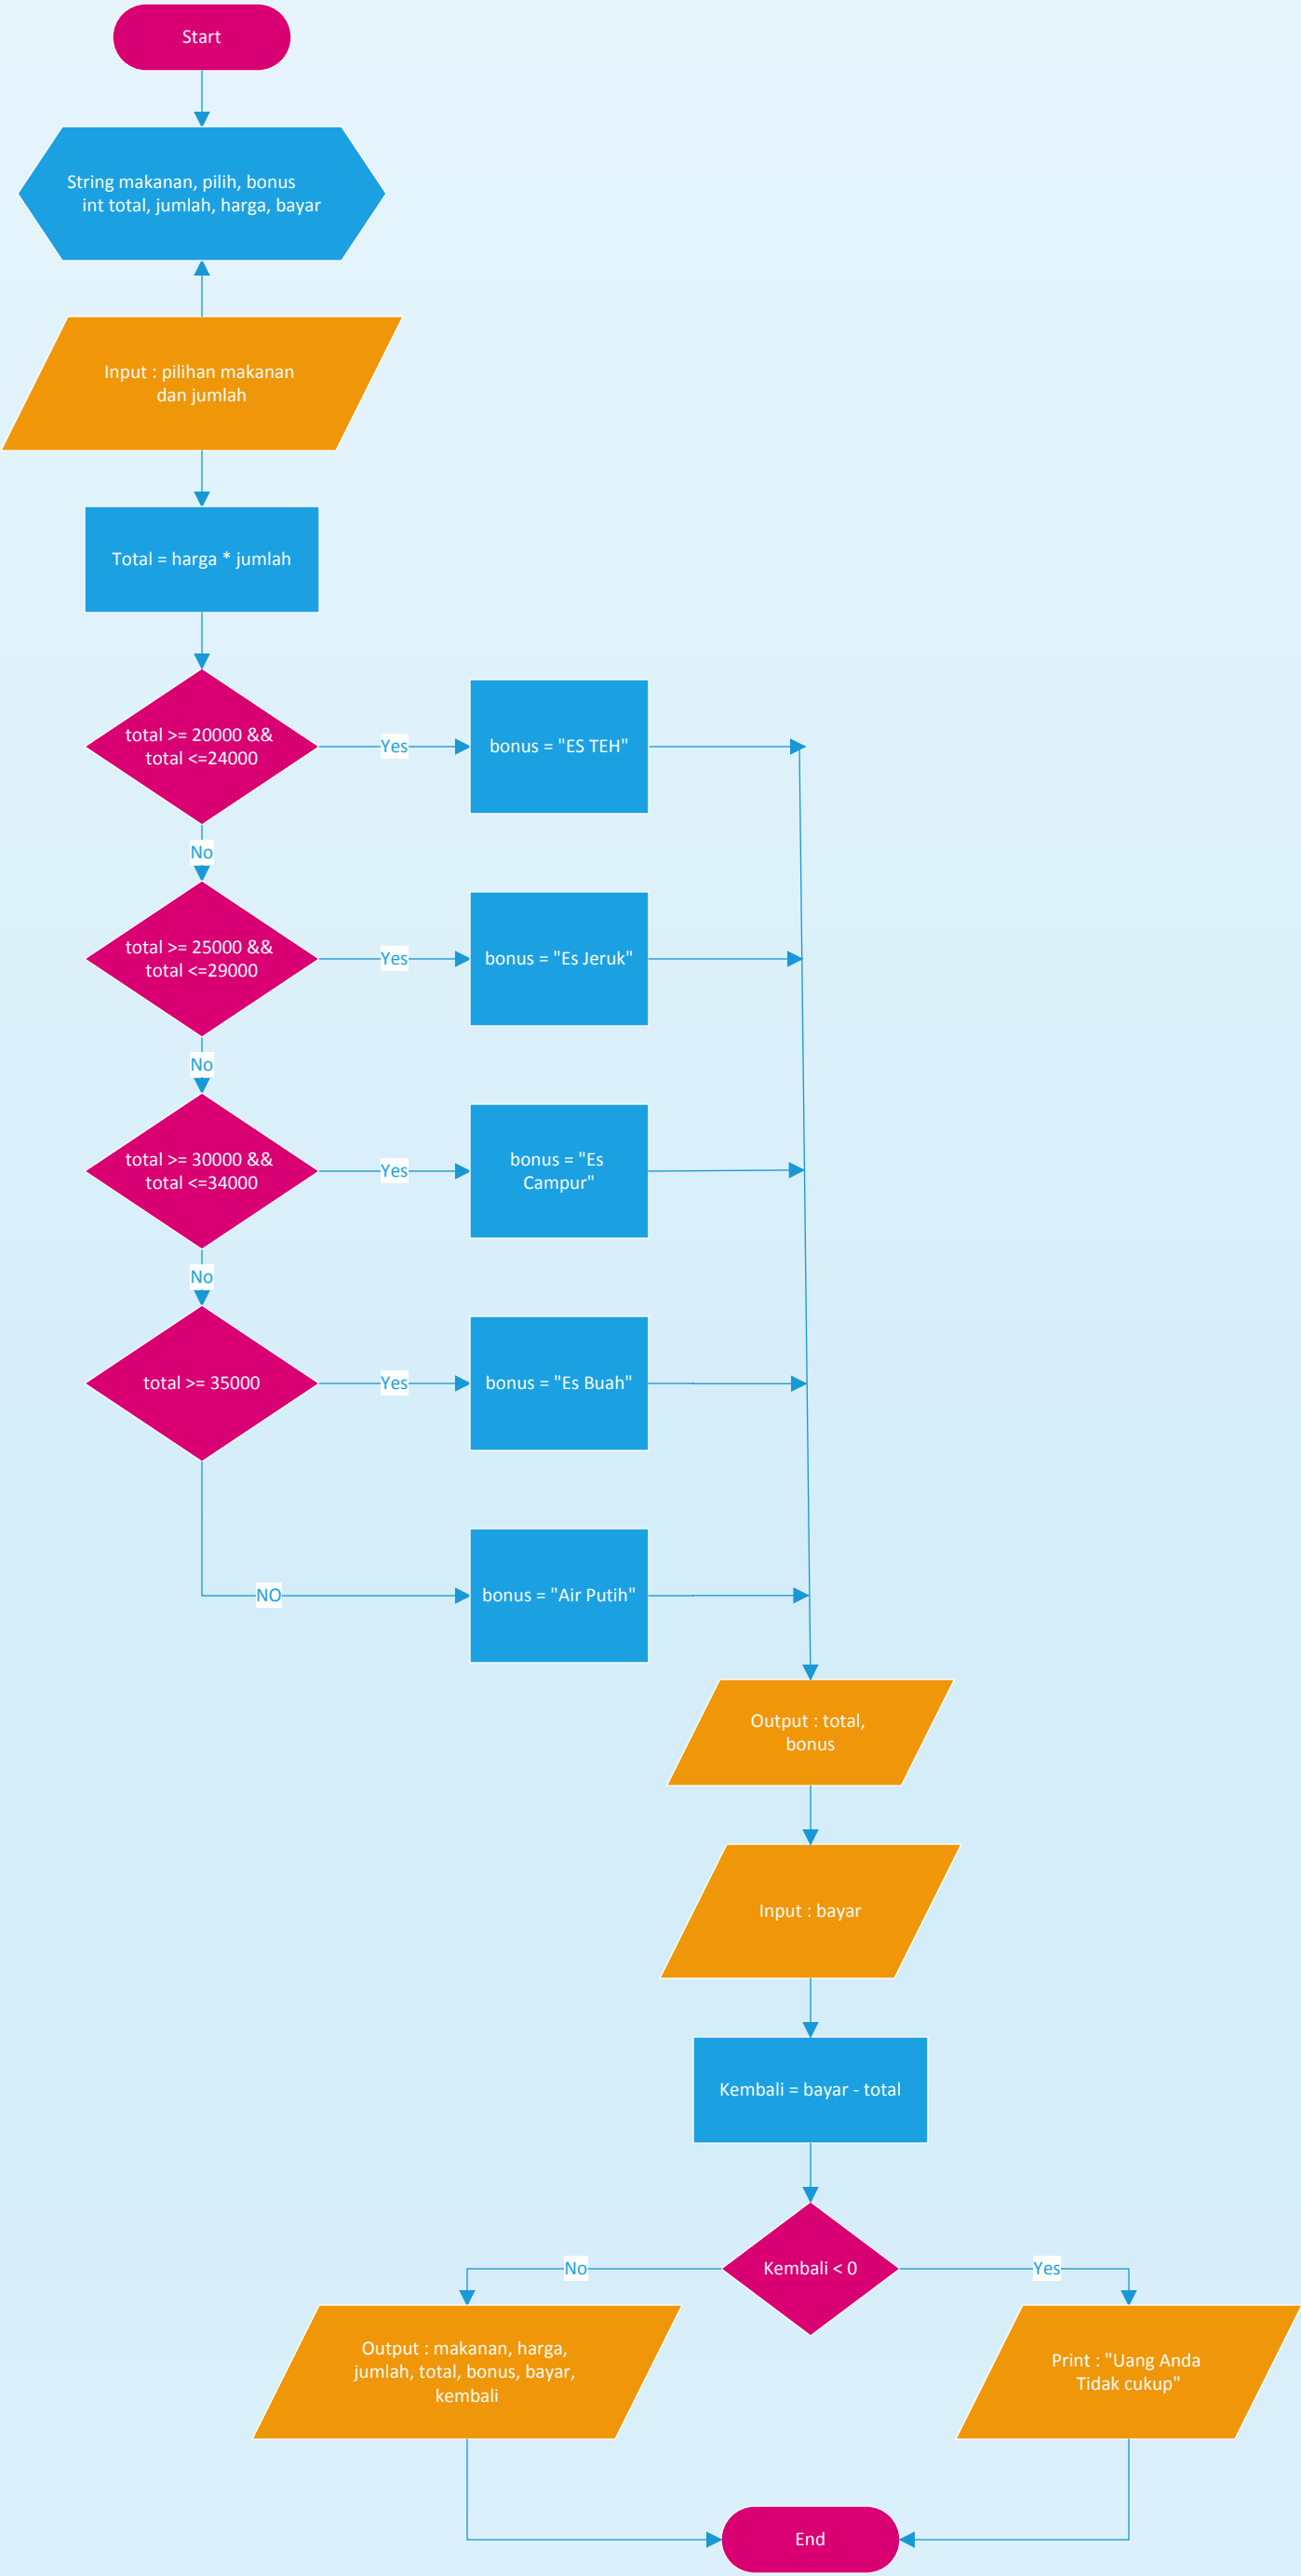 Start
String makanan, pilih, bonus
int total, jumlah, harga, bayar
Input : pilihan makanan
dan jumlah
Total = harga * jumlah
total >= 20000 &&
total <=24000
Yes
bonus = "ES TEH"
No
total >= 25000 &&
total <=29000
Yes
bonus = "Es Jeruk"
No
total >= 30000 &&
total <=34000
Yes
bonus = "Es
Campur"
No
total >= 35000
Yes
bonus = "Es Buah"
NO
bonus = "Air Putih"
Output : total,
bonus
Input : bayar
Kembali = bayar - total
Kembali < 0
No
Yes
Output : makanan, harga,
jumlah, total, bonus, bayar,
kembali
Print : "Uang Anda
Tidak cukup"
End